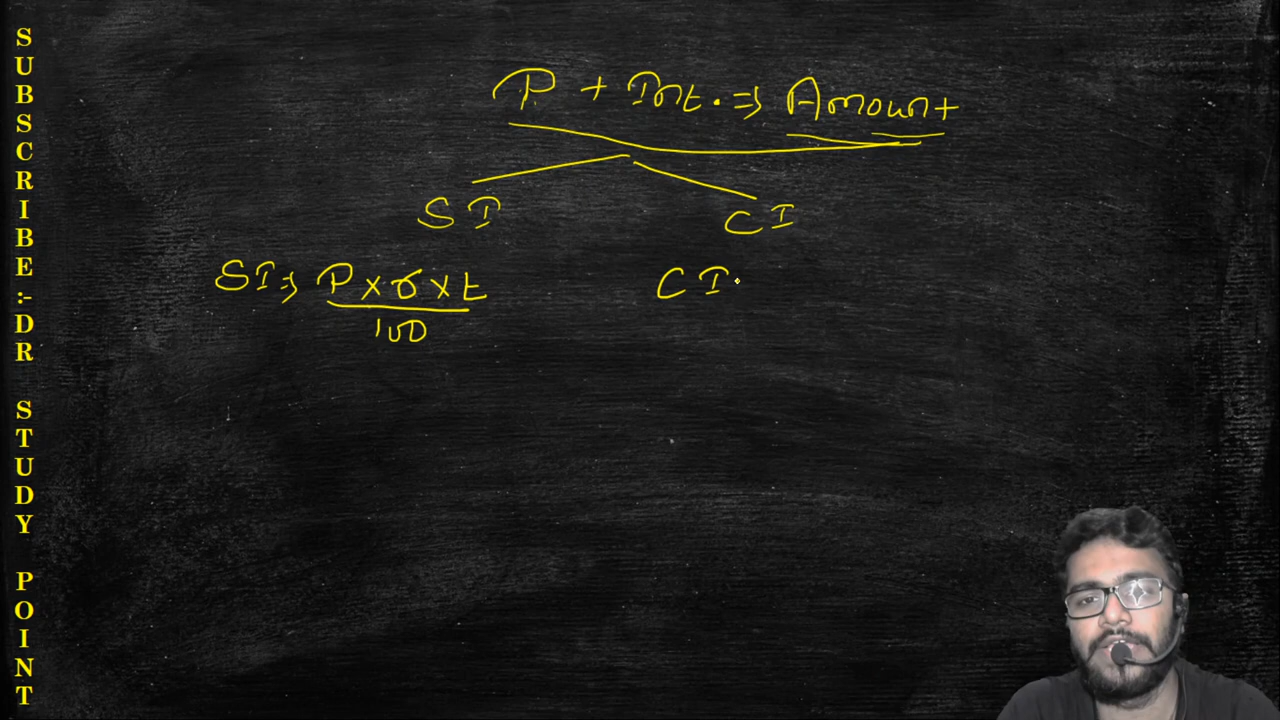 SUBSCRIBE :- DR STUDY POINT
P + Int. ⇒ Amount
SI CI
SI ⇒ P × r × t
100
CI